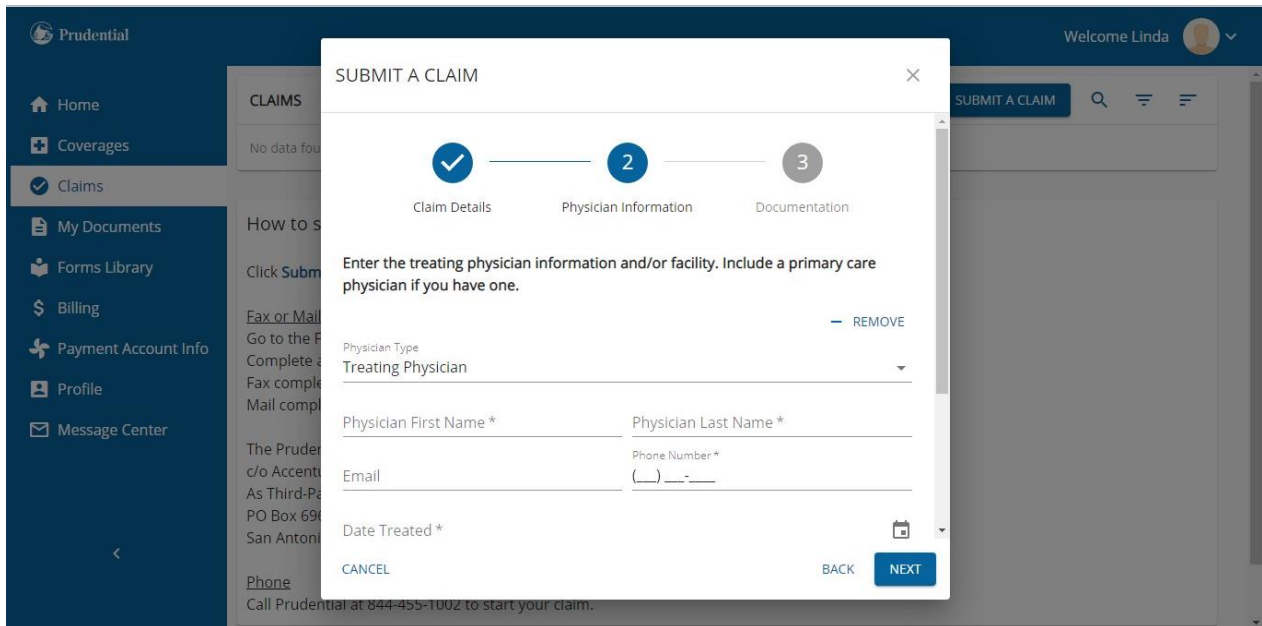 Prudential
Welcome Linda
Home
Coverages
Claims
My Documents
Forms Library
Billing
Payment Account Info
Profile
Message Center
CLAIMS
SUBMIT A CLAIM
No data fou
How to s
Click Subm
Fax or Mail
Go to the F
Complete a
Fax comple
Mail compl
The Pruden
c/o Accentu
As Third-Pa
PO Box 696
San Antoni
Phone
Call Prudential at 844-455-1002 to start your claim.
SUBMIT A CLAIM
2
3
Claim Details
Physician Information
Documentation
Enter the treating physician information and/or facility. Include a primary care
physician if you have one.
REMOVE
Physician Type
Treating Physician
Physician First Name *
Physician Last Name *
Email
Phone Number *
(___) ___-____
Date Treated *
CANCEL
BACK
NEXT